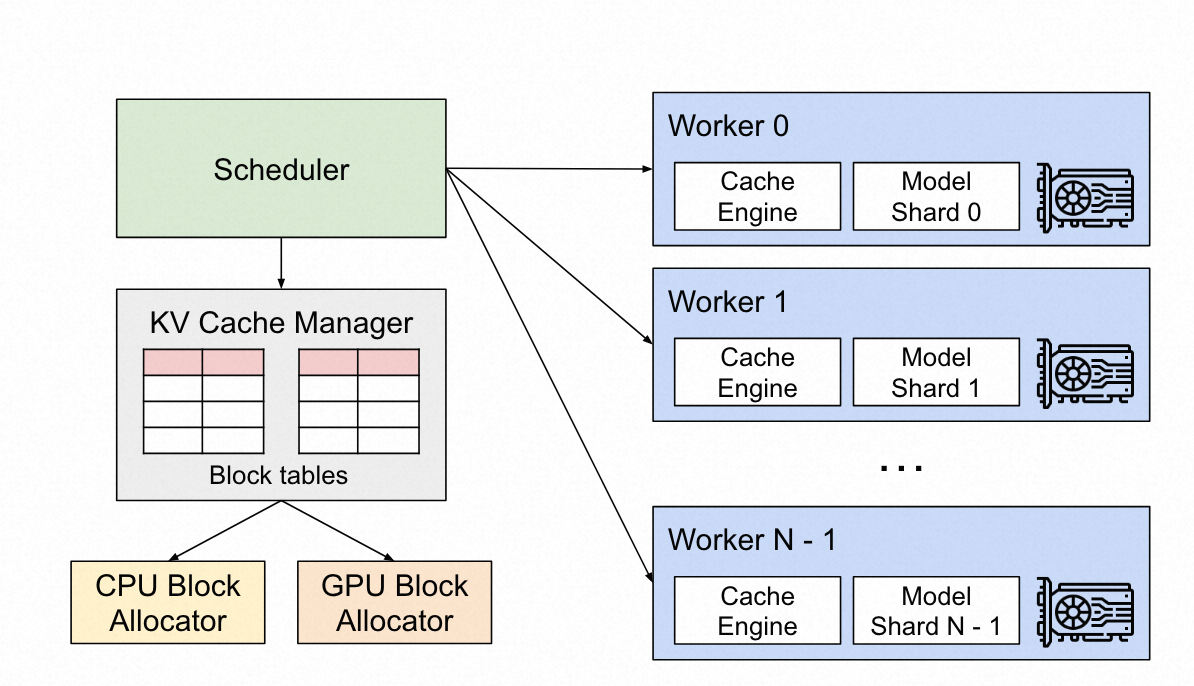 Scheduler
KV Cache Manager
Block tables
CPU Block
Allocator
GPU Block
Allocator
Worker 0
Cache
Engine
Model
Shard 0
Worker 1
Cache
Engine
Model
Shard 1
...
Worker N - 1
Cache
Engine
Model
Shard N - 1